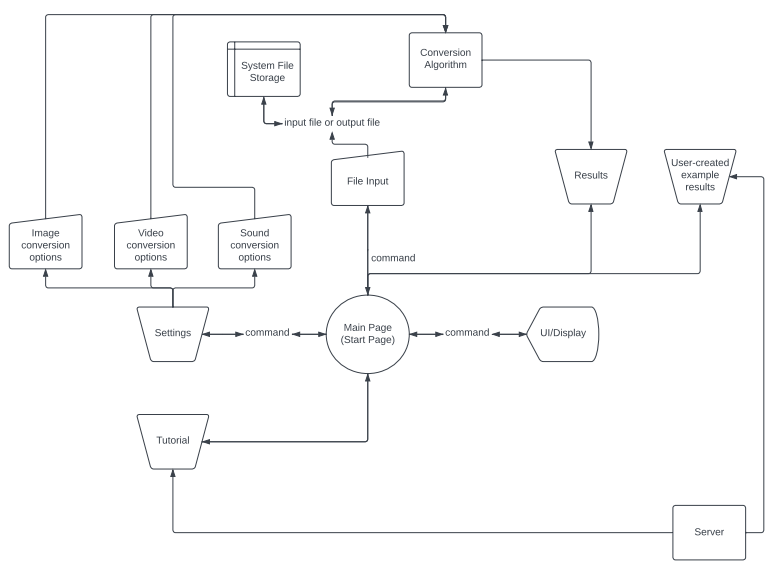 Conversion
Algorithm
System File
Storage
input file or output file
File Input
Results
User-created
example
results
Image
conversion
options
Video
conversion
options
Sound
conversion
options
command
Settings
command
Main Page
(Start Page)
command
UI/Display
Tutorial
Server